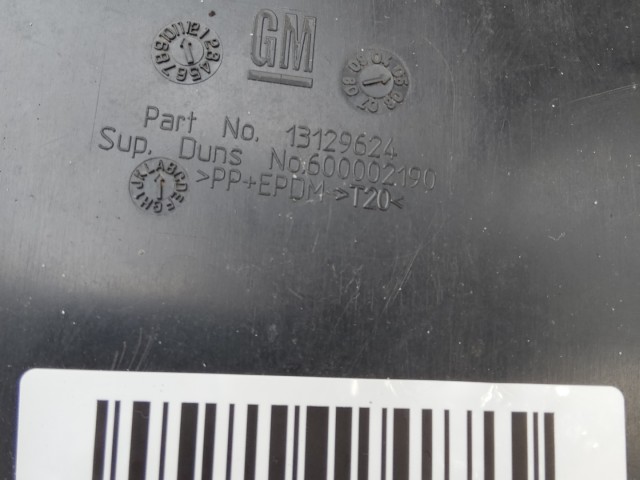 GM
Part No. 13129624
Sup. Duns No.600002190
>PP+EPDM->T20<